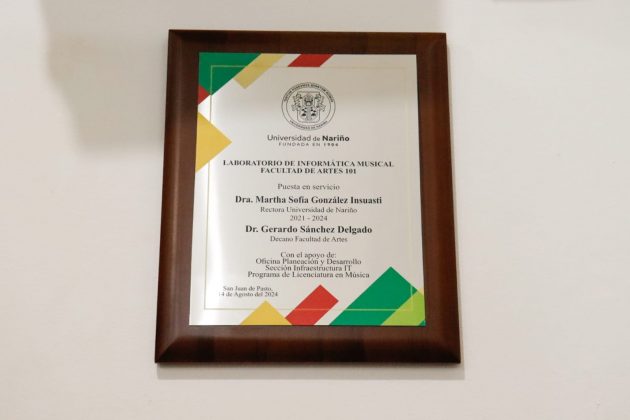 Universidad de Nariño
FUNDADA EN 1904
LABORATORIO DE INFORMÁTICA MUSICAL
FACULTAD DE ARTES 101
Puesta en servicio
Dra. Martha Sofía González Insuasti
Rectora Universidad de Nariño
2021 - 2024
Dr. Gerardo Sánchez Delgado
Decano Facultad de Artes
Con el apoyo de:
Oficina Planeación y Desarrollo
Sección Infraestructura IT
Programa de Licenciatura en Música
San Juan de Pasto,
14 de Agosto del 2024